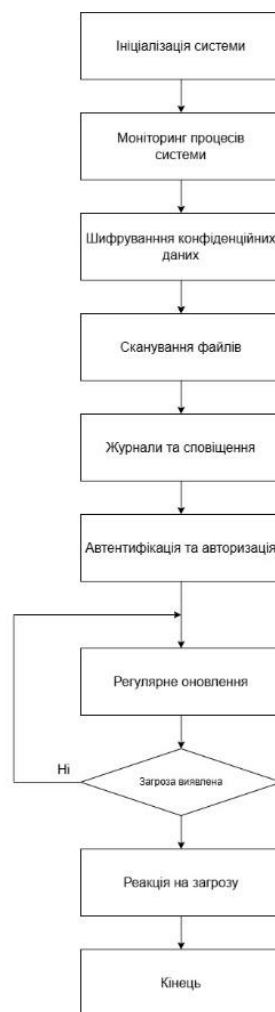 Ініціалізація системи
Моніторинг процесів
системи
Шифруванння конфіденційних
даних
Сканування файлів
Журнали та сповіщення
Автентифікація та авторизація
Регулярне оновлення
Ні
Загроза виявлена
Реакція на загрозу
Кінець